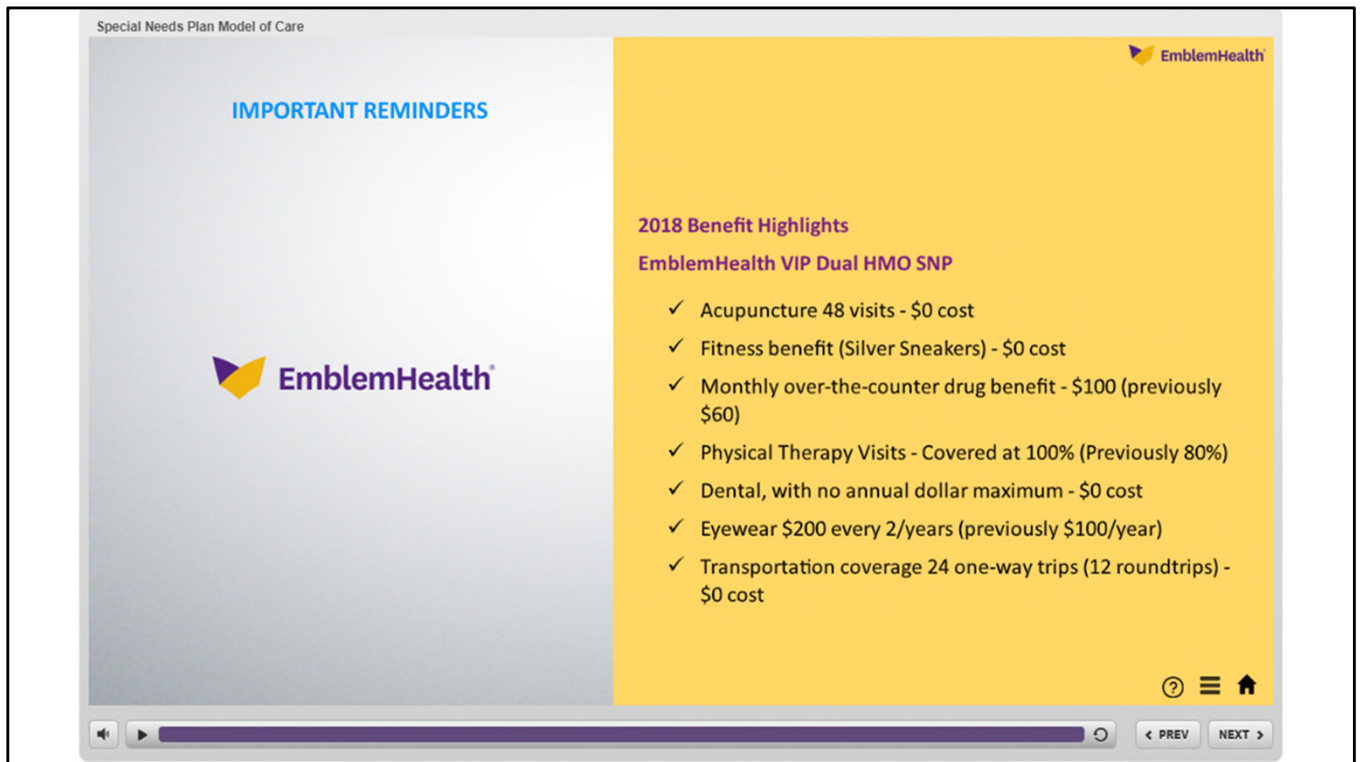 Special Needs Plan Model of Care
EmblemHealth®
IMPORTANT REMINDERS
EmblemHealth®
2018 Benefit Highlights
EmblemHealth VIP Dual HMO SNP
✓ Acupuncture 48 visits - $0 cost
✓ Fitness benefit (Silver Sneakers) - $0 cost
✓ Monthly over-the-counter drug benefit - $100 (previously
$60)
✓ Physical Therapy Visits - Covered at 100% (Previously 80%)
✓ Dental, with no annual dollar maximum - $0 cost
✓ Eyewear $200 every 2/years (previously $100/year)
✓ Transportation coverage 24 one-way trips (12 roundtrips) -
$0 cost
?
< PREV
NEXT >